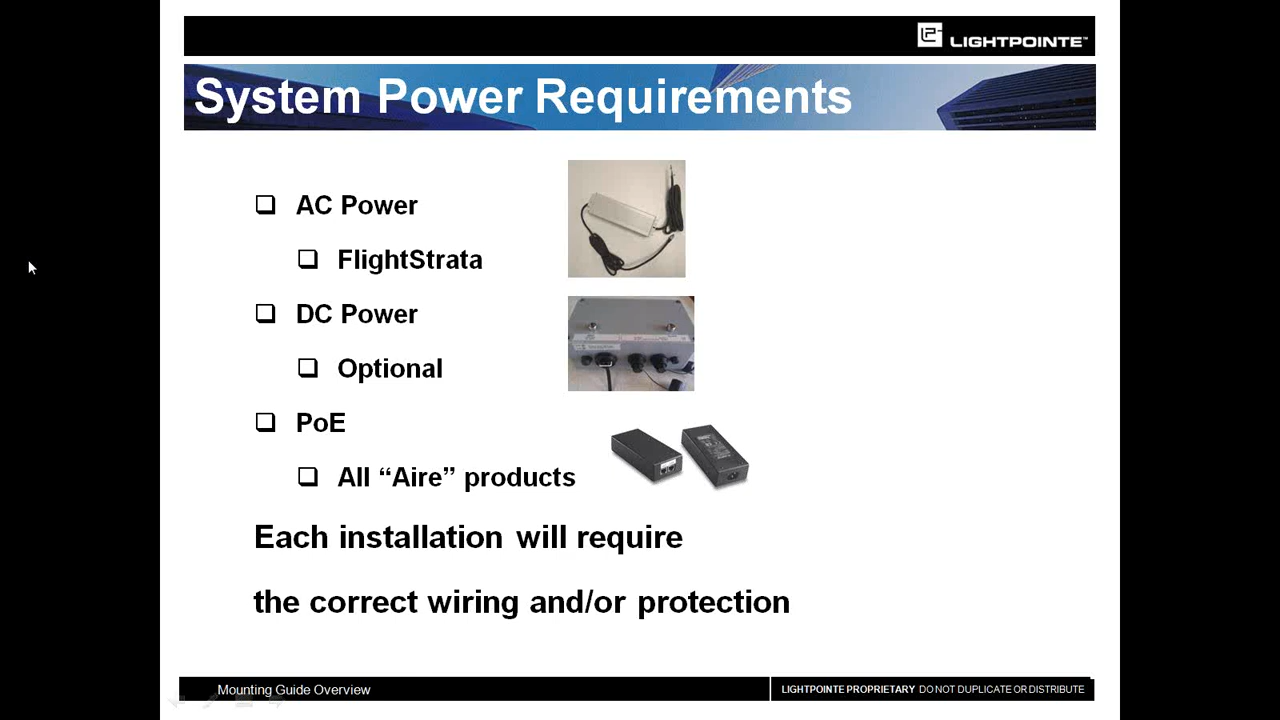 LIGHTPOINTE™
System Power Requirements
AC Power
FlightStrata
DC Power
Optional
PoE
All “Aire” products
Each installation will require
the correct wiring and/or protection
Mounting Guide Overview
LIGHTPOINTE PROPRIETARY DO NOT DUPLICATE OR DISTRIBUTE